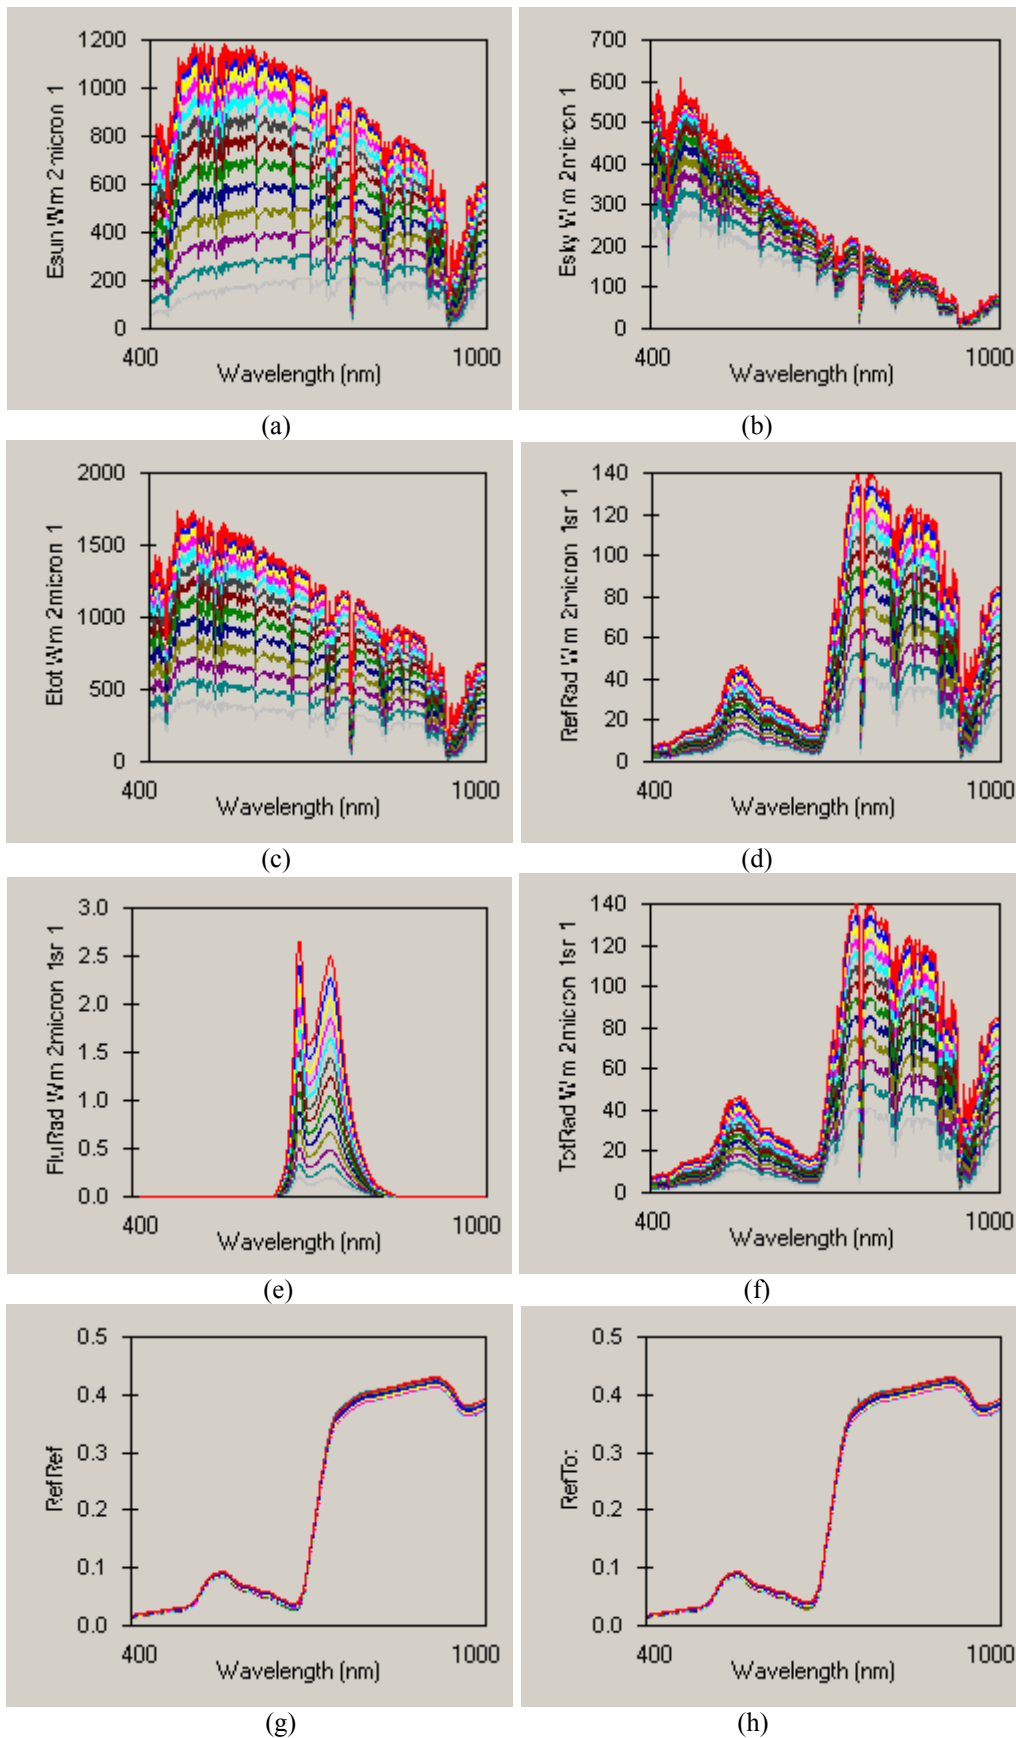 1200
1000
800
600
400
200
0
Esun Wm 2micron 1
400
1000
Wavelength (nm)
(a)
700
600
500
400
300
200
100
0
Esky Wm 2micron 1
400
1000
Wavelength (nm)
(b)
2000
1500
1000
500
0
Etot Wm 2micron 1
400
1000
Wavelength (nm)
(c)
140
120
100
80
60
40
20
0
RefRad Wm 2micron 1sr 1
400
1000
Wavelength (nm)
(d)
3.0
2.5
2.0
1.5
1.0
0.5
0.0
FluRad Wm 2micron 1sr 1
400
1000
Wavelength (nm)
(e)
140
120
100
80
60
40
20
0
TotRad Wm 2micron 1sr 1
400
1000
Wavelength (nm)
(f)
0.5
0.4
0.3
0.2
0.1
0.0
RefRef
400
1000
Wavelength (nm)
(g)
0.5
0.4
0.3
0.2
0.1
0.0
RefTot
400
1000
Wavelength (nm)
(h)